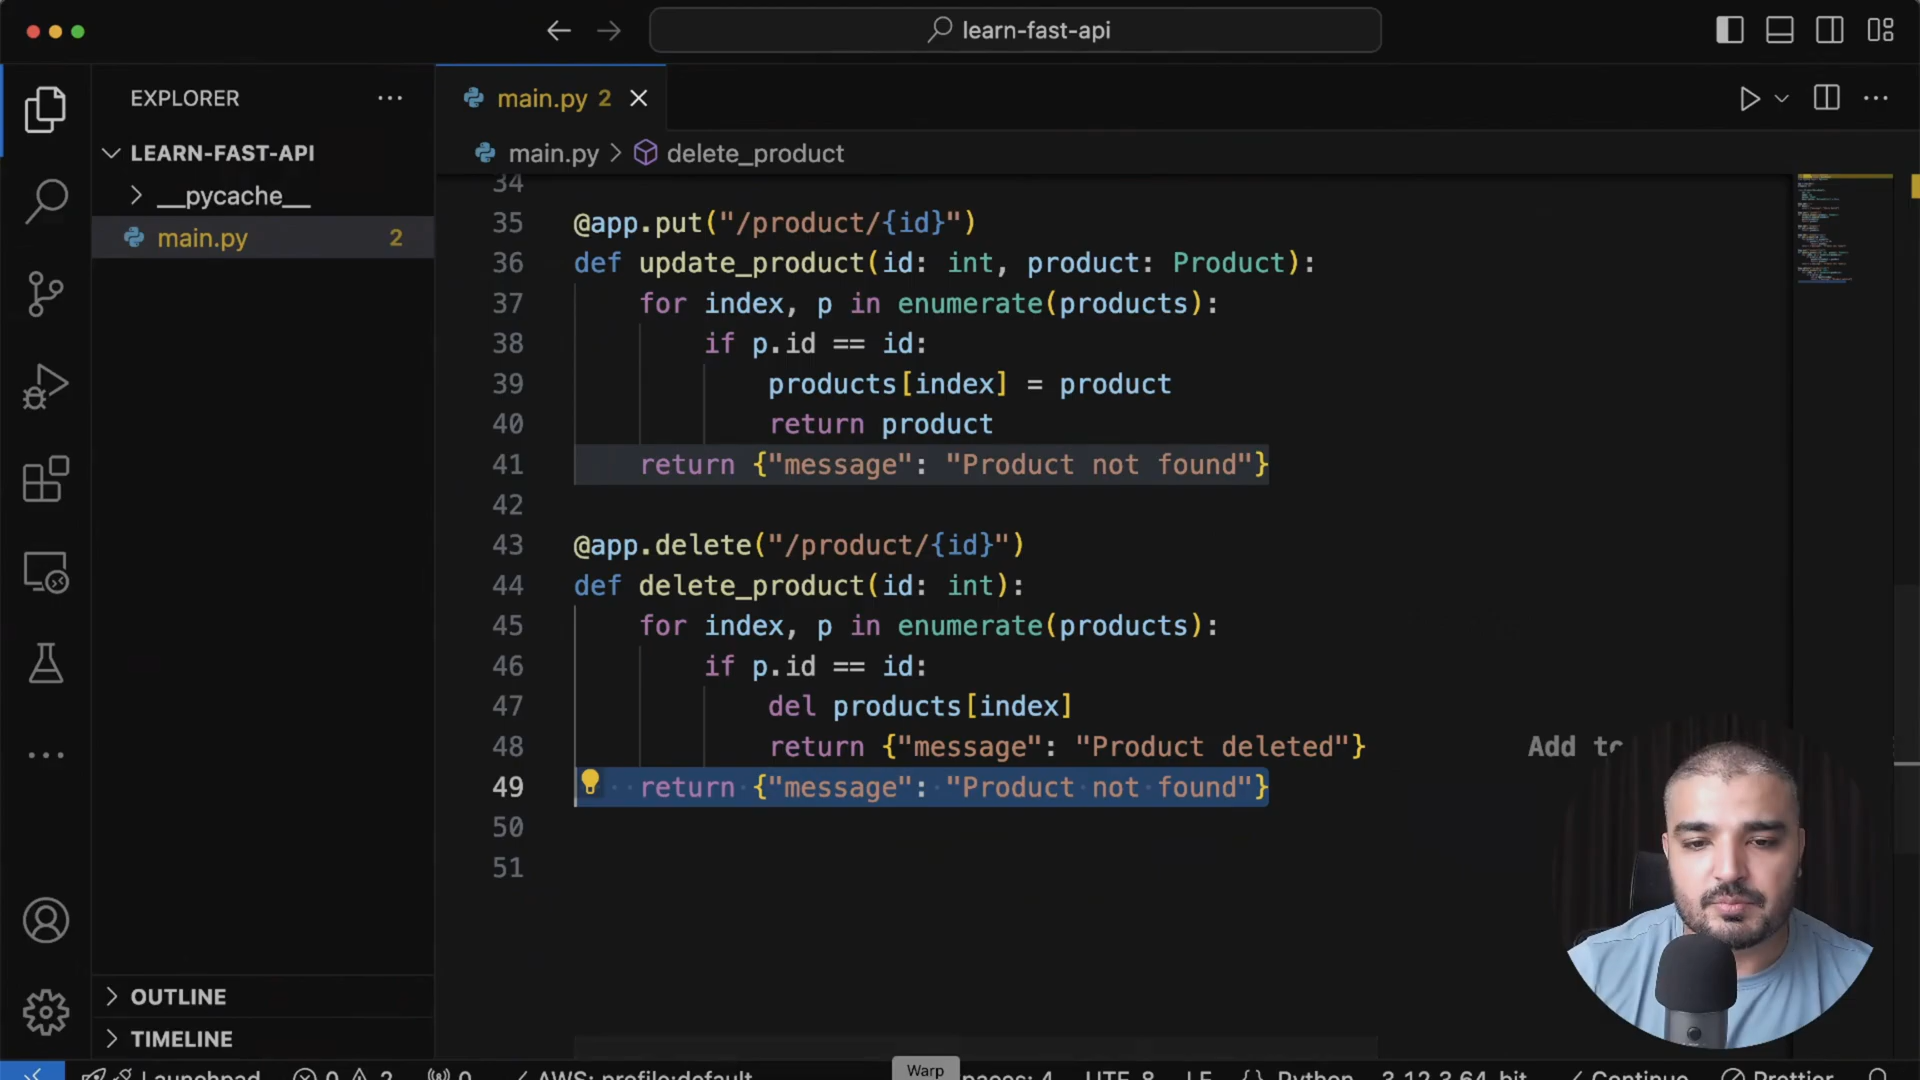 learn-fast-api
EXPLORER
main.py 2
LEARN-FAST-API
main.py > delete_product
__pycache__
main.py 2
34
35 @app.put("/product/{id}")
36 def update_product(id: int, product: Product):
37 for index, p in enumerate(products):
38 if p.id == id:
39 products[index] = product
40 return product
41 return {"message": "Product not found"}
42
43 @app.delete("/product/{id}")
44 def delete_product(id: int):
45 for index, p in enumerate(products):
46 if p.id == id:
47 del products[index]
48 return {"message": "Product deleted"}
Add to
49 return {"message": "Product not found"}
50
51
OUTLINE
TIMELINE
Launchpad 0 2 0 AWS: profile:default Warp paces: 4 UTF-8 LF {} Python 3.12.3 64-bit Continue Prettier